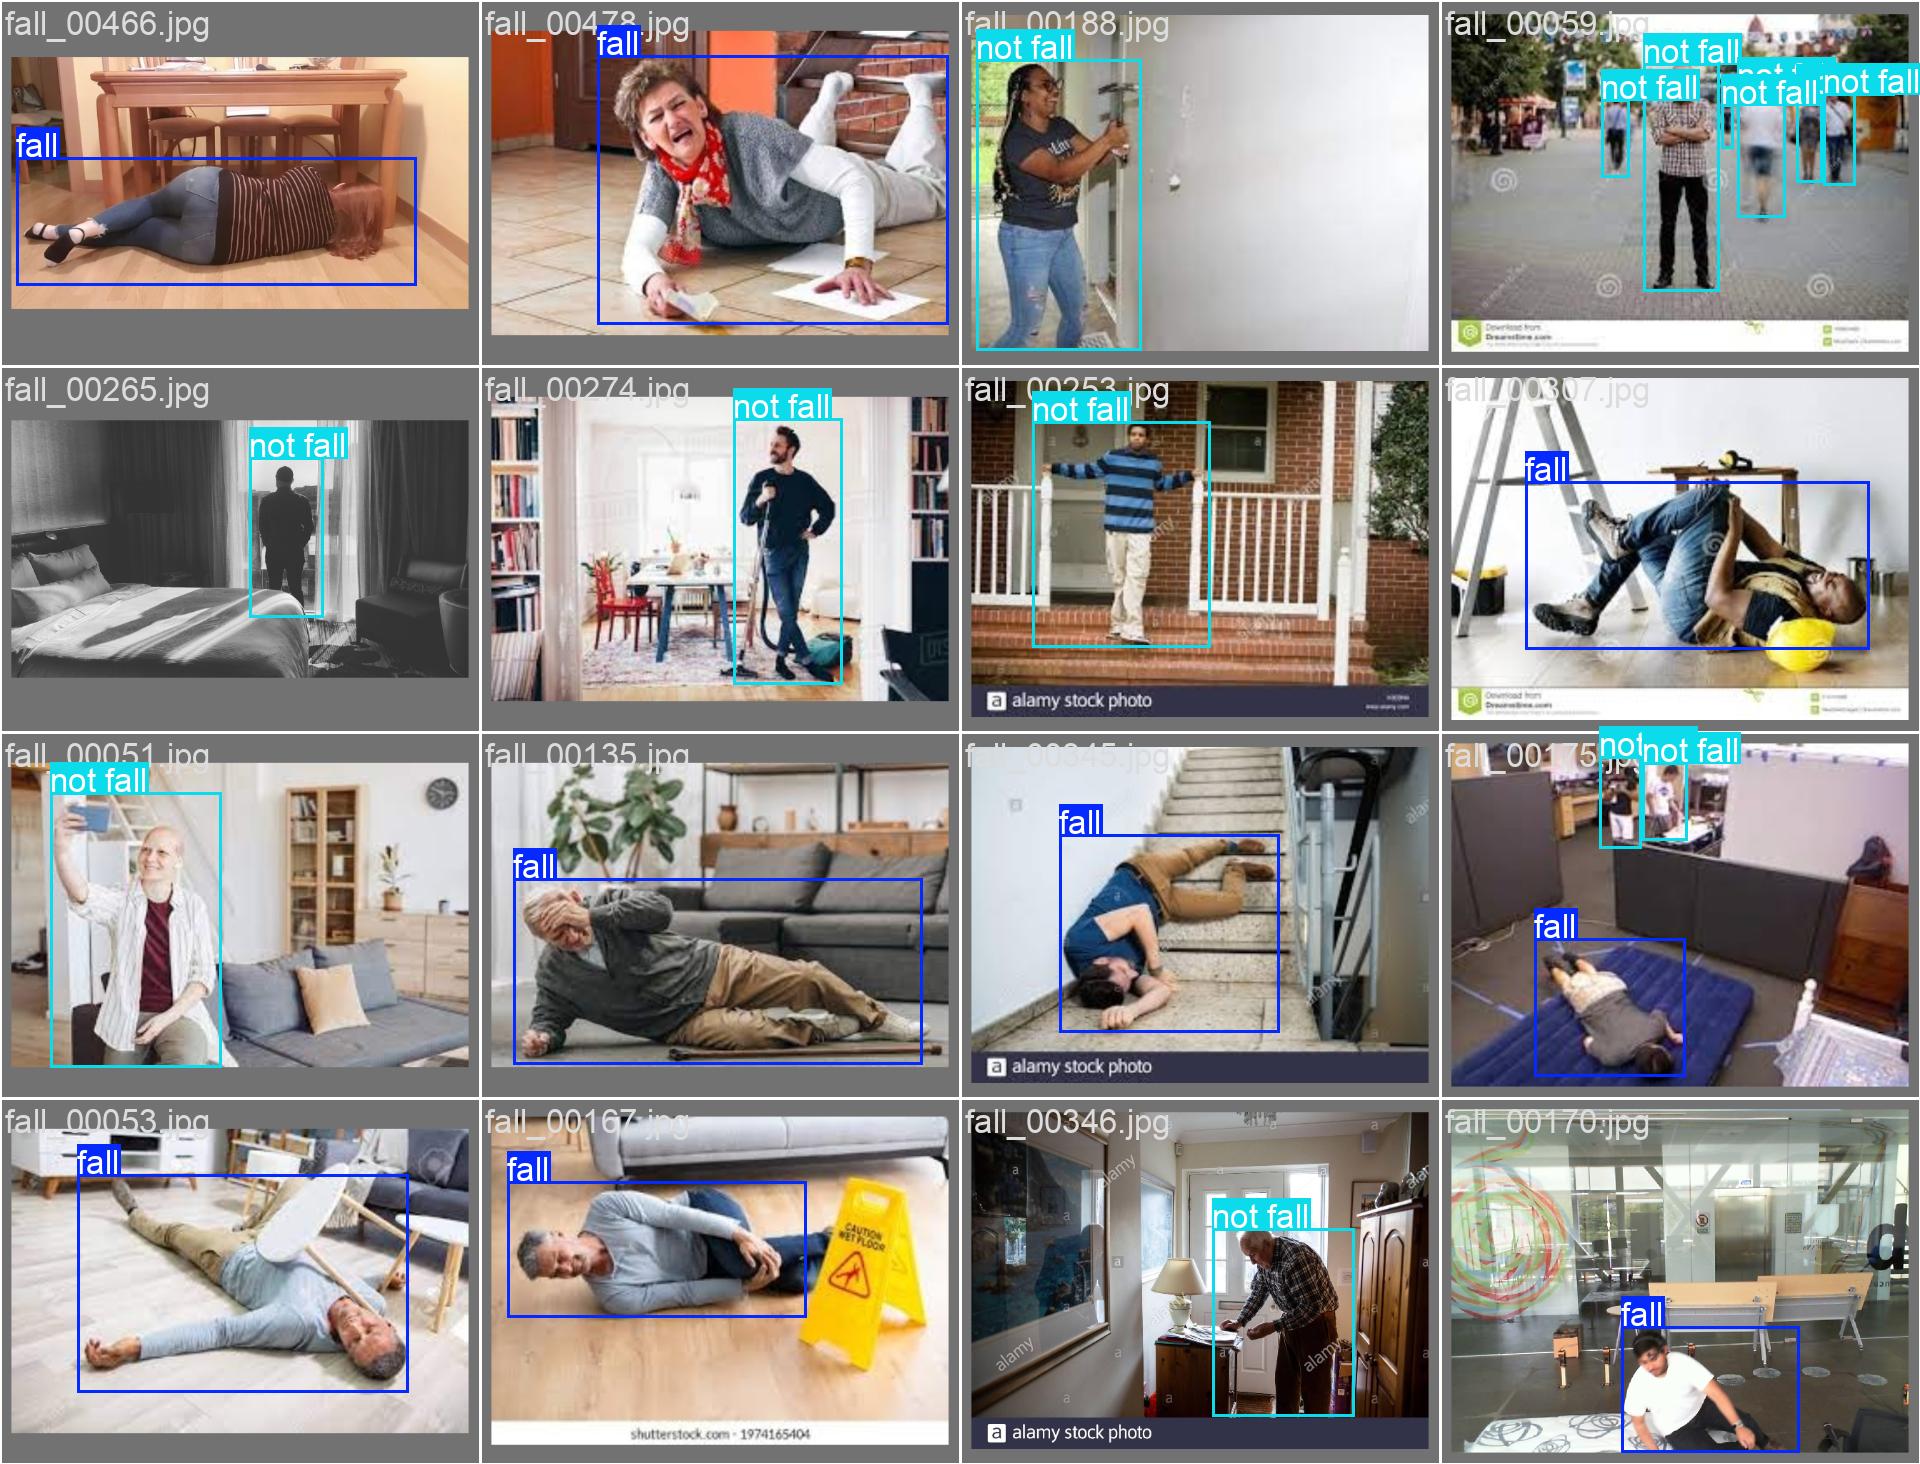 fall_00466.jpg
fall
fall_00478.jpg
fall
fall_00188.jpg
not fall
fall_00059.jpg
not fall
not fall
not fall
not fall
fall_00265.jpg
not fall
fall_00274.jpg
not fall
fall_00253.jpg
not fall
a alamy stock photo
fall_00307.jpg
fall
Download from
Dreamstime.com
fall_00051.jpg
not fall
fall_00135.jpg
fall
fall_00345.jpg
fall
a alamy stock photo
fall_00175.jpg
not
not fall
fall
fall_00053.jpg
fall
fall_00167.jpg
fall
CAUTION
WET FLOOR
shutterstock.com · 1974165404
fall_00346.jpg
not fall
alamy
alamy
alamy
a alamy stock photo
fall_00170.jpg
fall
Download from
Dreamstime.com